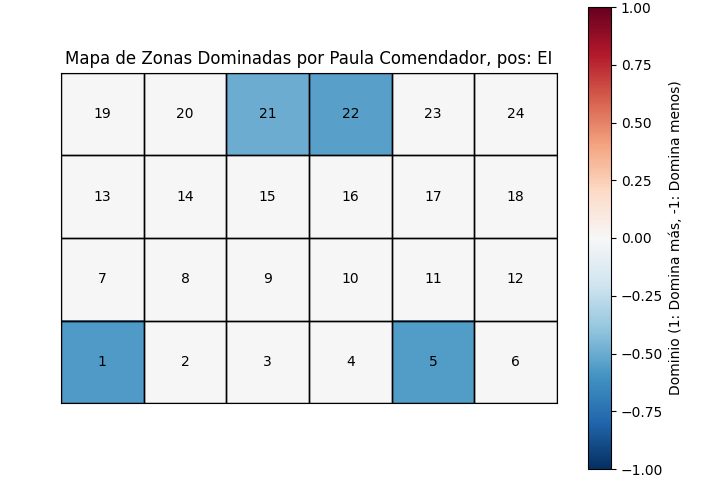 Mapa de Zonas Dominadas por Paula Comendador, pos: EI
19 20 21 22 23 24
13 14 15 16 17 18
7 8 9 10 11 12
1 2 3 4 5 6
1.00
0.75
0.50
0.25
0.00
−0.25
−0.50
−0.75
−1.00
Dominio (1: Domina más, -1: Domina menos)